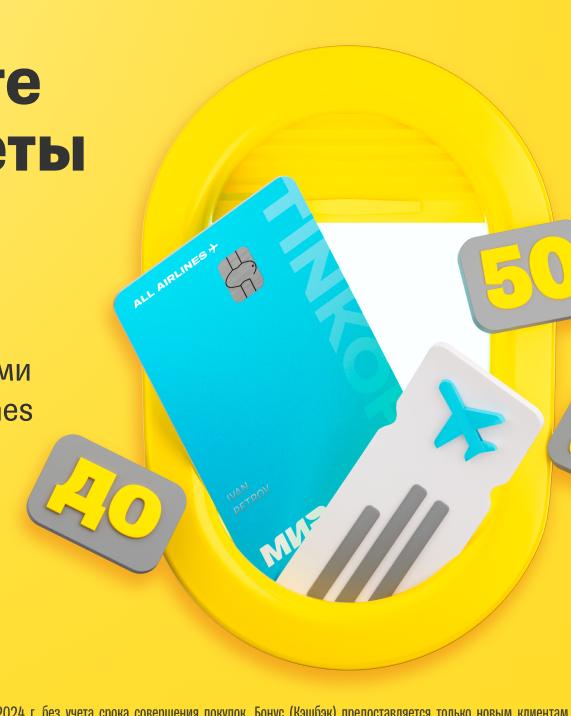 те
еты
ми
nes
ALL AIRLINES
TINKOF
50
IVAN
PETROV
МИР
ДО
2024 г. без учета срока совершения покупок. Бонус (Кэшбэк) предоставляется только новым клиентам